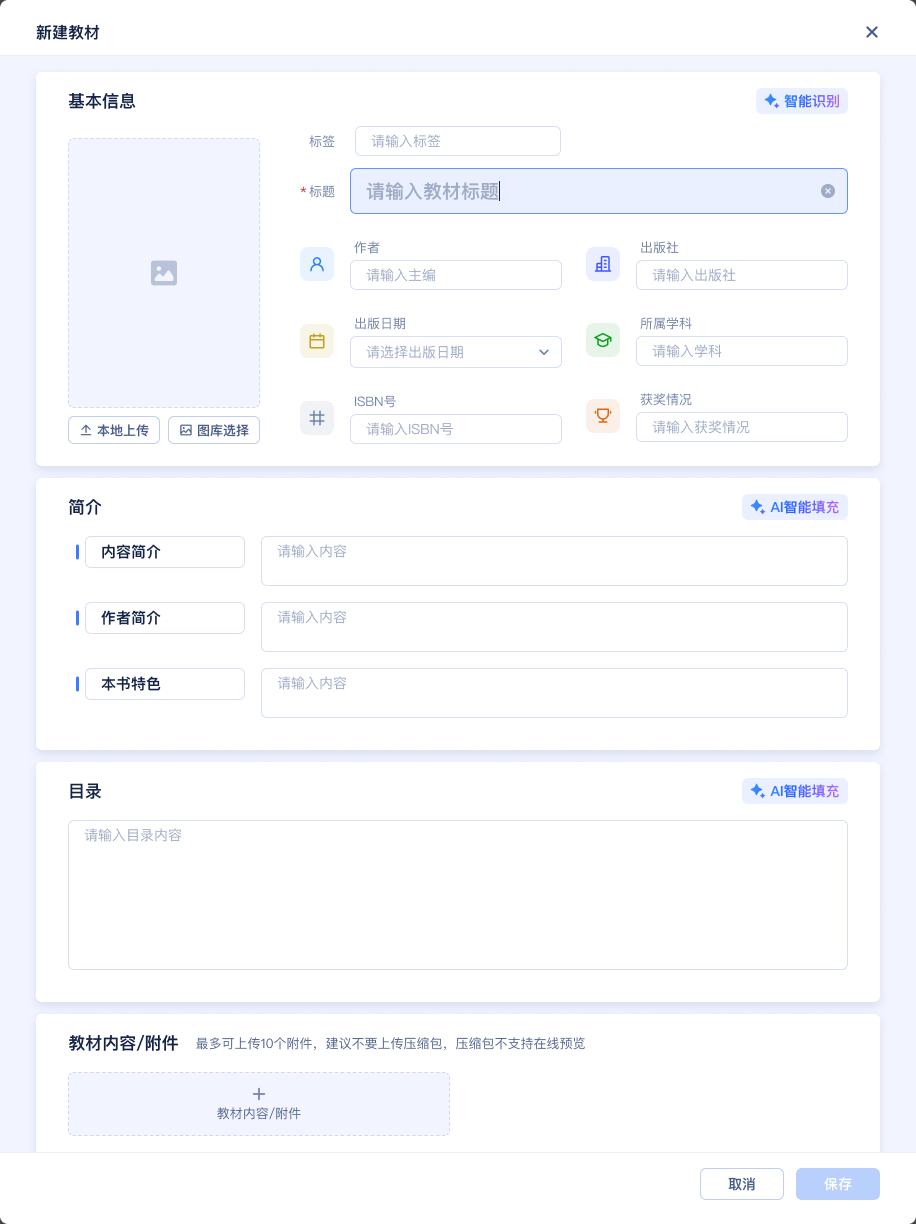 新建教材
基本信息
智能识别
标签
请输入标签
*标题
请输入教材标题
作者
请输入主编
出版社
请输入出版社
出版日期
请选择出版日期
所属学科
请输入学科
ISBN号
请输入ISBN号
获奖情况
请输入获奖情况
本地上传
图库选择
简介
AI智能填充
内容简介
请输入内容
作者简介
请输入内容
本书特色
请输入内容
目录
AI智能填充
请输入目录内容
教材内容/附件 最多可上传10个附件，建议不要上传压缩包，压缩包不支持在线预览
教材内容/附件
取消
保存